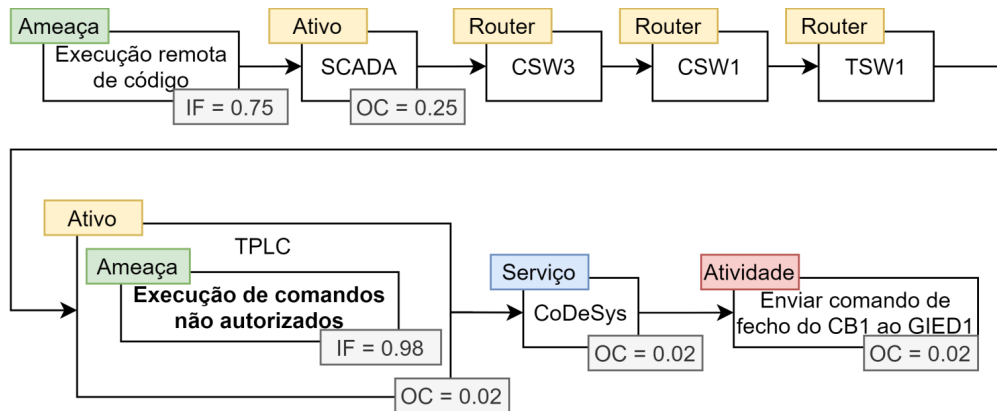 Ameaça
Execução remota
de código
IF = 0.75
Ativo
SCADA
OC = 0.25
Router
CSW3
Router
CSW1
Router
TSW1
Ativo
TPLC
Ameaça
Execução de comandos
não autorizados
IF = 0.98
OC = 0.02
Serviço
CoDeSys
OC = 0.02
Atividade
Enviar comando de
fecho do CB1 ao GIED1
OC = 0.02